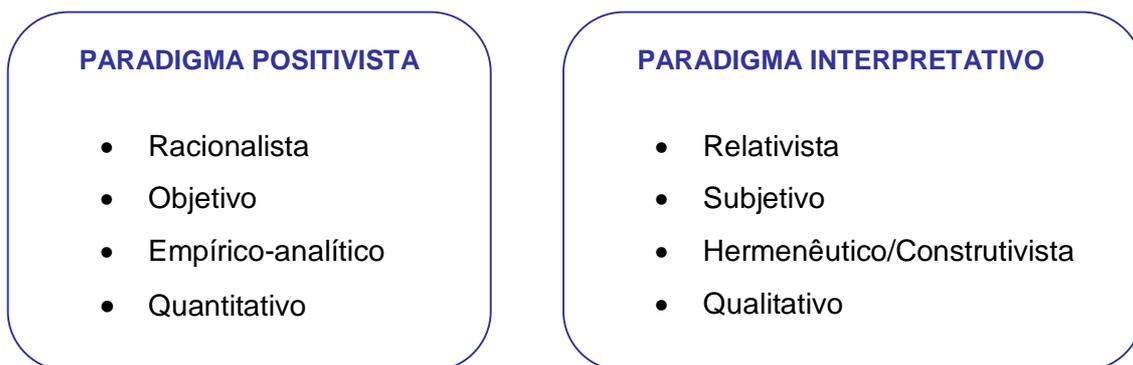 PARADIGMA POSITIVISTA
• Racionalista
• Objetivo
• Empírico-analítico
• Quantitativo
PARADIGMA INTERPRETATIVO
• Relativista
• Subjetivo
• Hermenêutico/Construtivista
• Qualitativo